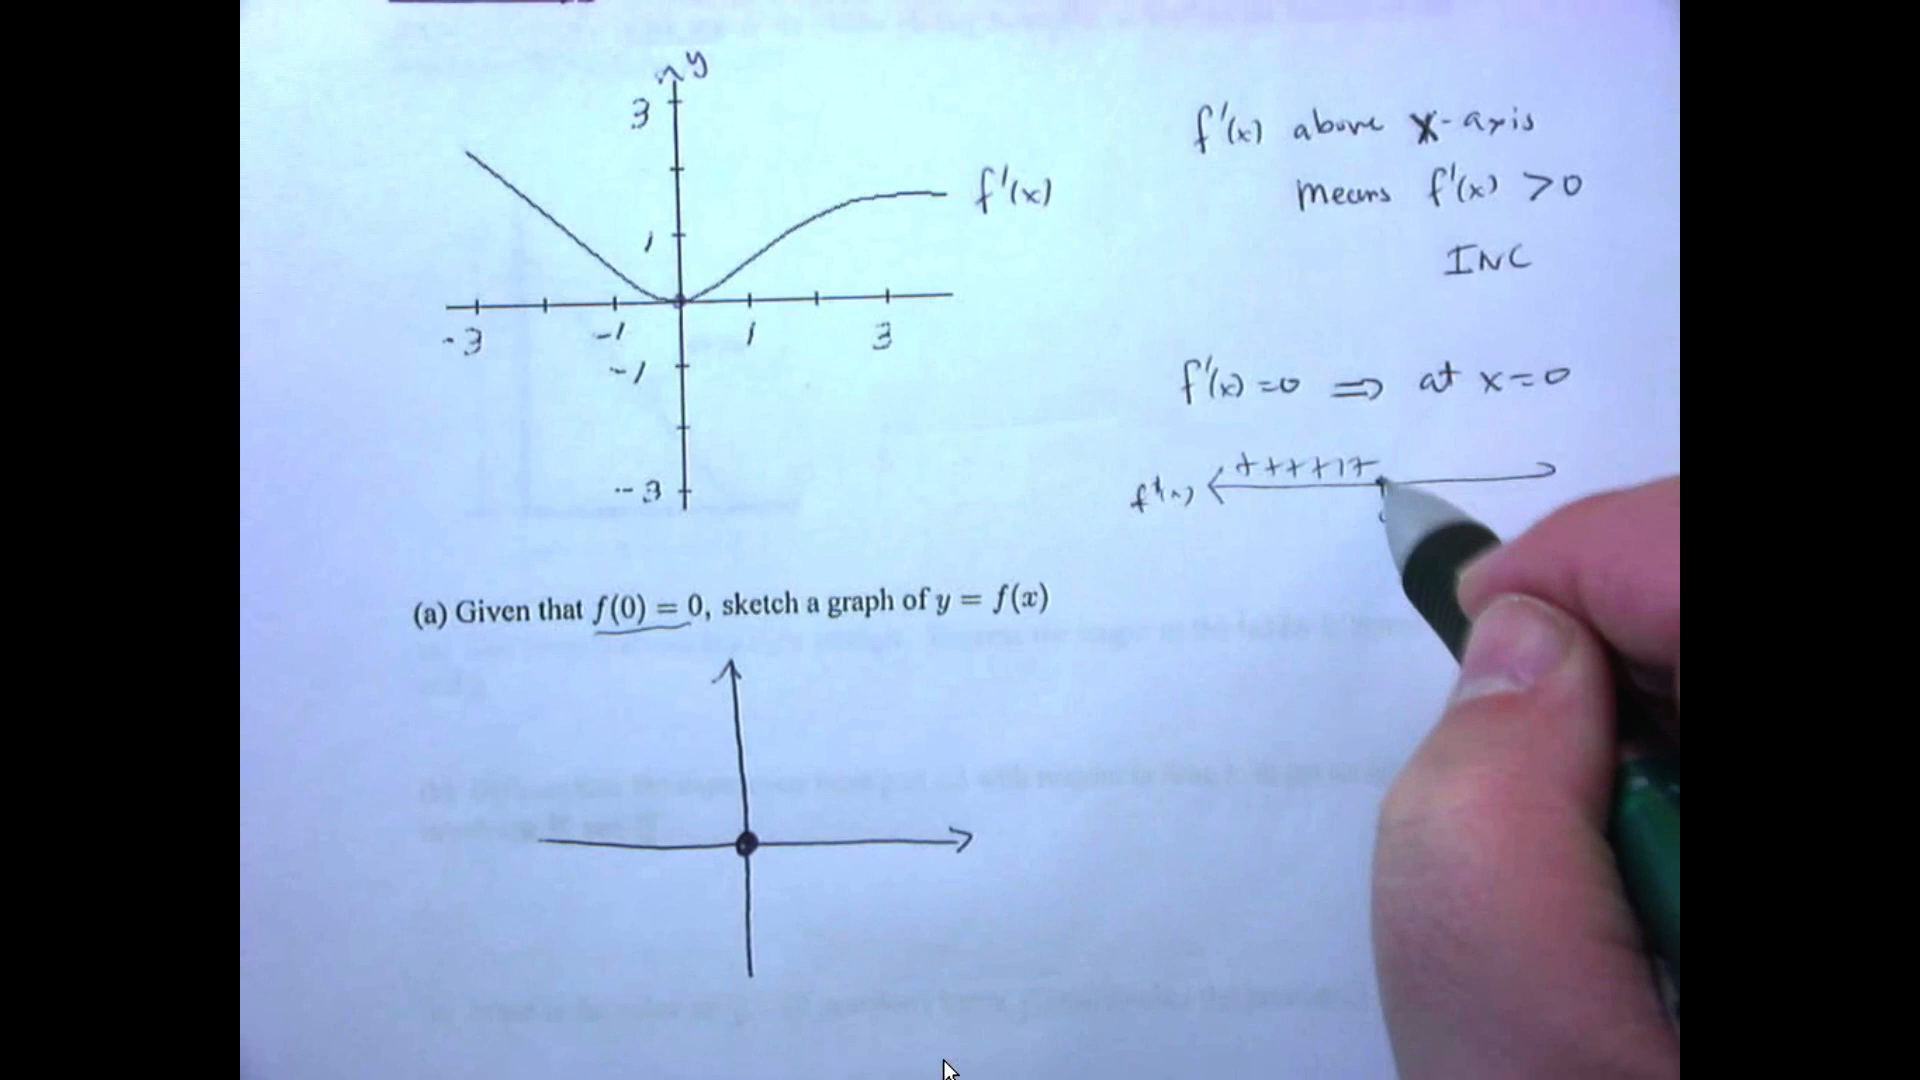 y
3
f'(x)
1
-3
-1
1
3
-1
-3
f'(x) above x-axis
means f'(x) > 0
INC
f'(x) = 0 ⇒ at x = 0
++++++
f'(x)
(a) Given that f(0) = 0, sketch a graph of y = f(x)